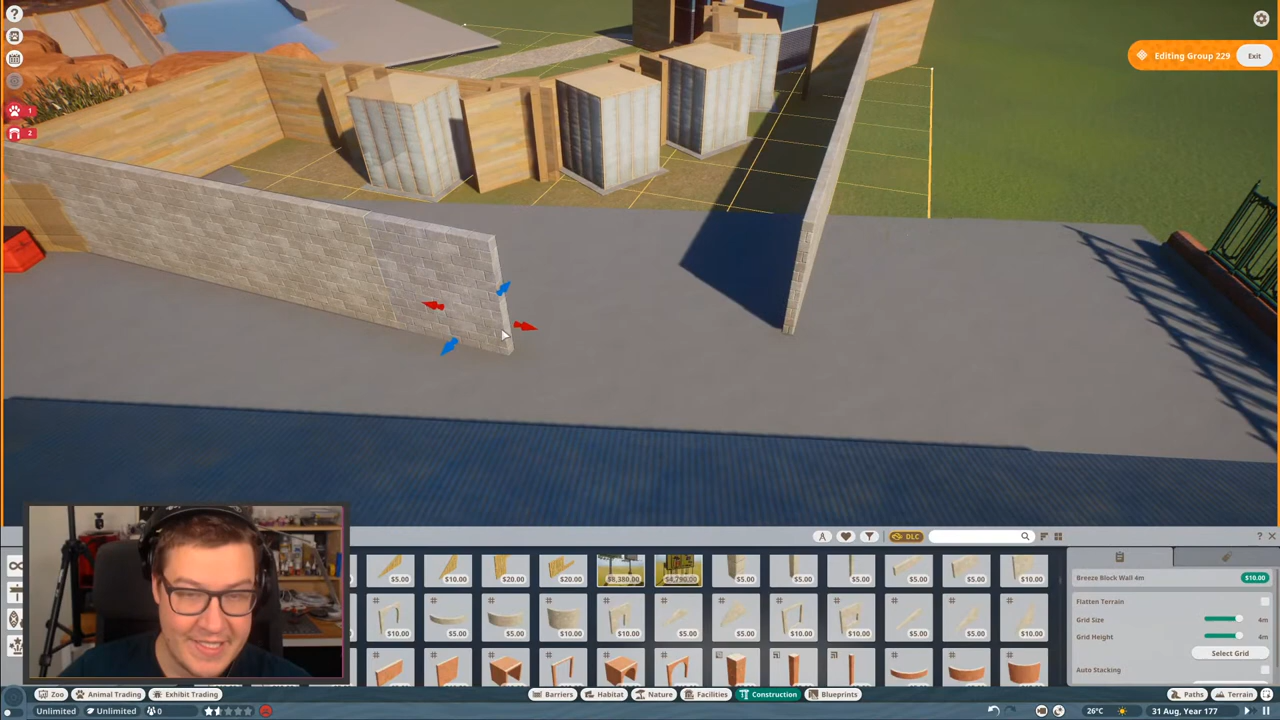 ?
Editing Group 229 Exit
1
2
A DLC ? ×
$5.00 $10.00 $20.00 $20.00 $8,380.00 $4,790.00 $5.00 $5.00 $5.00 $5.00 $5.00 $10.00
$10.00 $5.00 $5.00 $10.00 $10.00 $5.00 $5.00 $10.00 $10.00 $5.00 $5.00 $10.00
Breeze Block Wall 4m $10.00
Flatten Terrain
Grid Size 4m
Grid Height 4m
Select Grid
Auto Stacking
Zoo Animal Trading Exhibit Trading Barriers Habitat Nature Facilities Construction Blueprints Paths Terrain
Unlimited Unlimited 0 26°C 31 Aug, Year 177